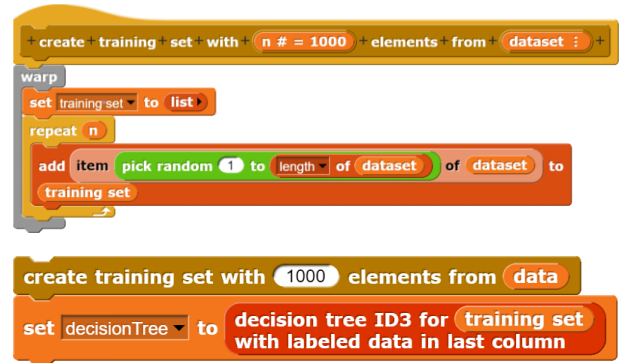 + create + training + set + with + n # = 1000 + elements + from + dataset ⋮ +
warp
set training set to list
repeat n
add item pick random 1 to length of dataset of dataset to
training set
create training set with 1000 elements from data
set decisionTree to decision tree ID3 for training set
with labeled data in last column